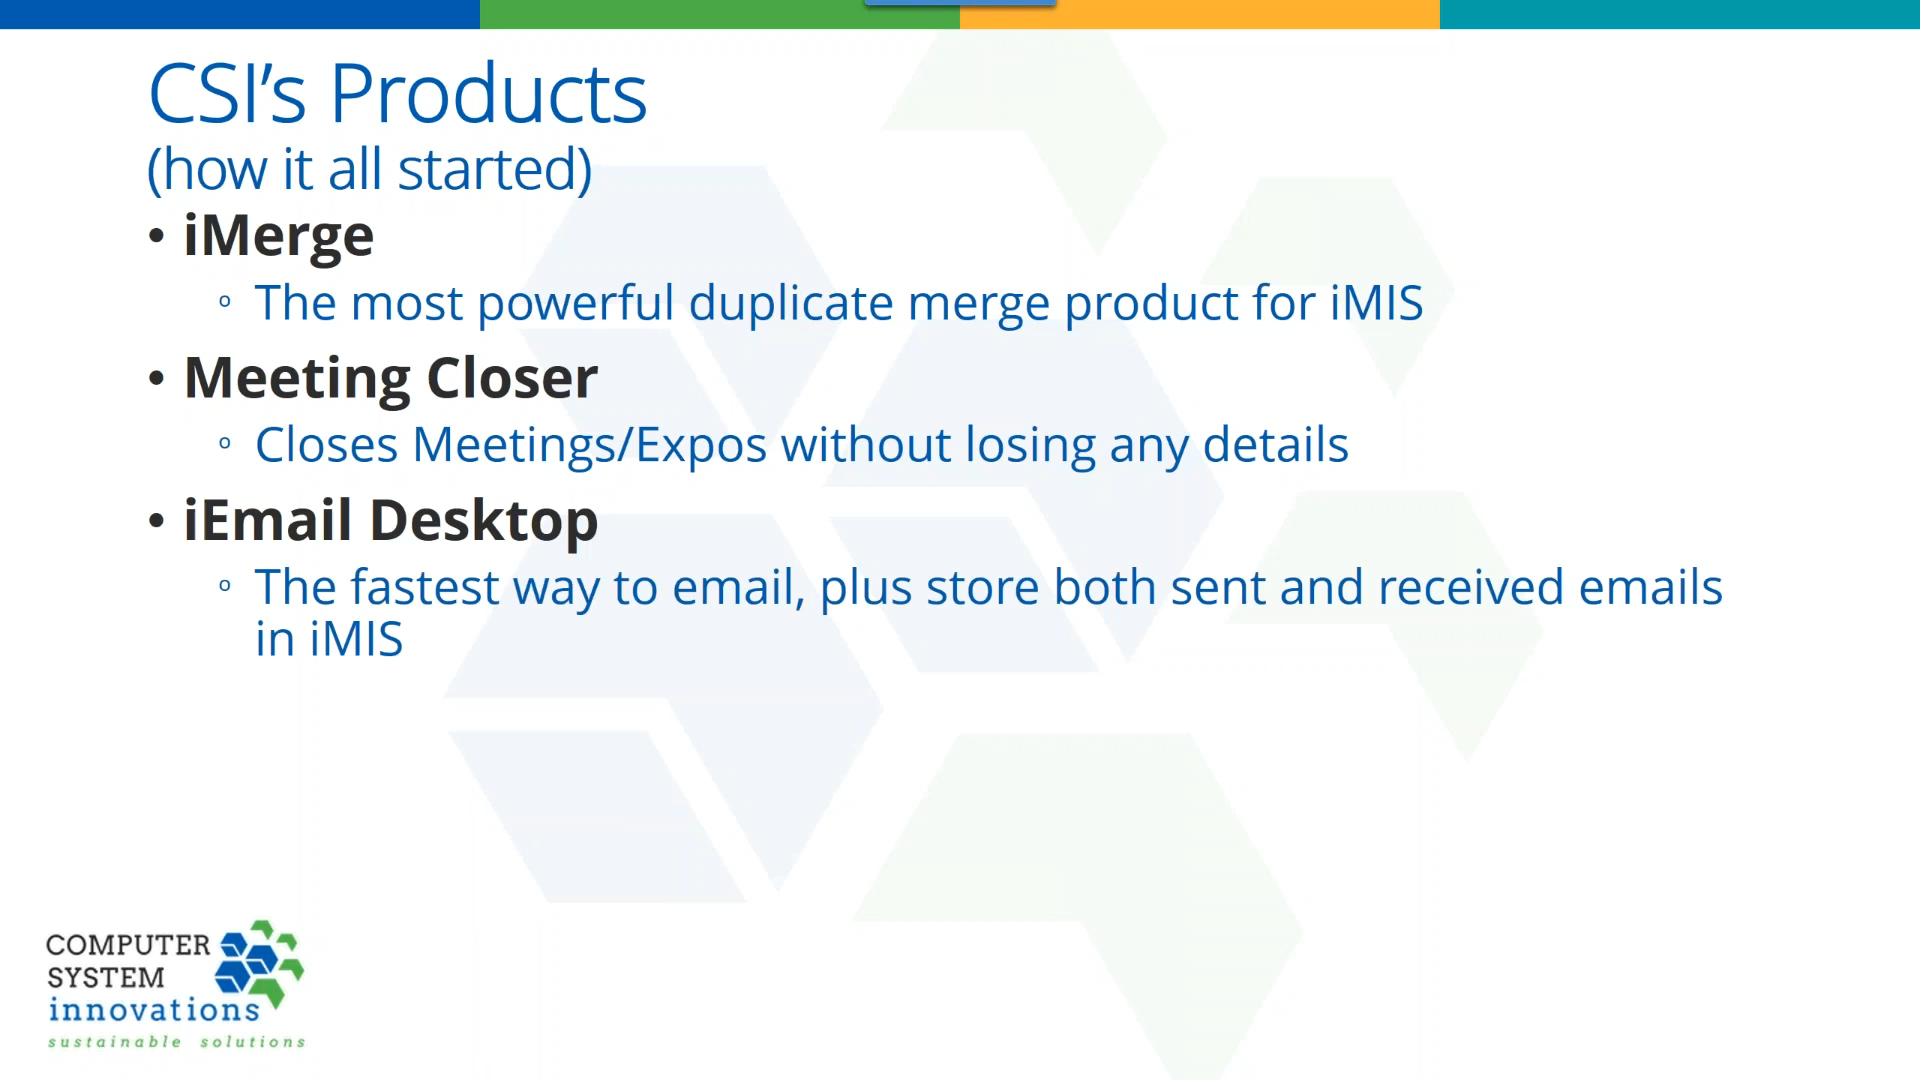 CSI’s Products
(how it all started)
• iMerge
o The most powerful duplicate merge product for iMIS
• Meeting Closer
o Closes Meetings/Expos without losing any details
• iEmail Desktop
o The fastest way to email, plus store both sent and received emails
in iMIS
COMPUTER
SYSTEM
innovations
sustainable solutions